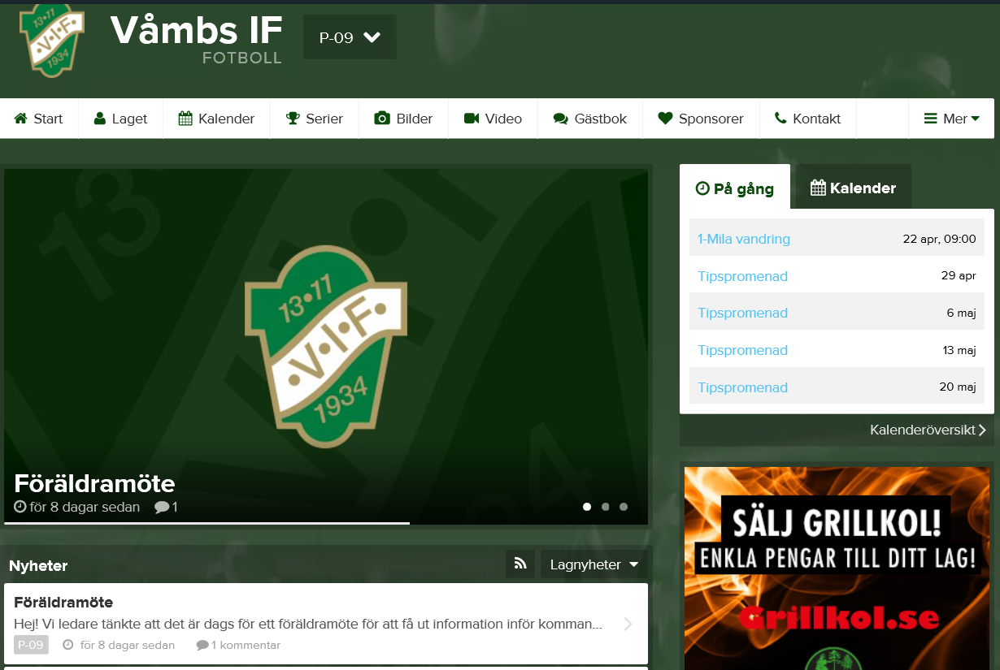 13•11
V•I•F
1934
Våmbs IF
FOTBOLL
P-09
Start
Laget
Kalender
Serier
Bilder
Video
Gästbok
Sponsorer
Kontakt
Mer
13•11
•V•I•F•
1934
Föräldramöte
för 8 dagar sedan 1
På gång
Kalender
1-Mila vandring 22 apr, 09:00
Tipspromenad 29 apr
Tipspromenad 6 maj
Tipspromenad 13 maj
Tipspromenad 20 maj
Kalenderöversikt
Nyheter
Lagnyheter
Föräldramöte
Hej! Vi ledare tänkte att det är dags för ett föräldramöte för att få ut information inför komman...
P-09 för 8 dagar sedan 1 kommentar
SÄLJ GRILLKOL!
ENKLA PENGAR TILL DITT LAG!
Grillkol.se